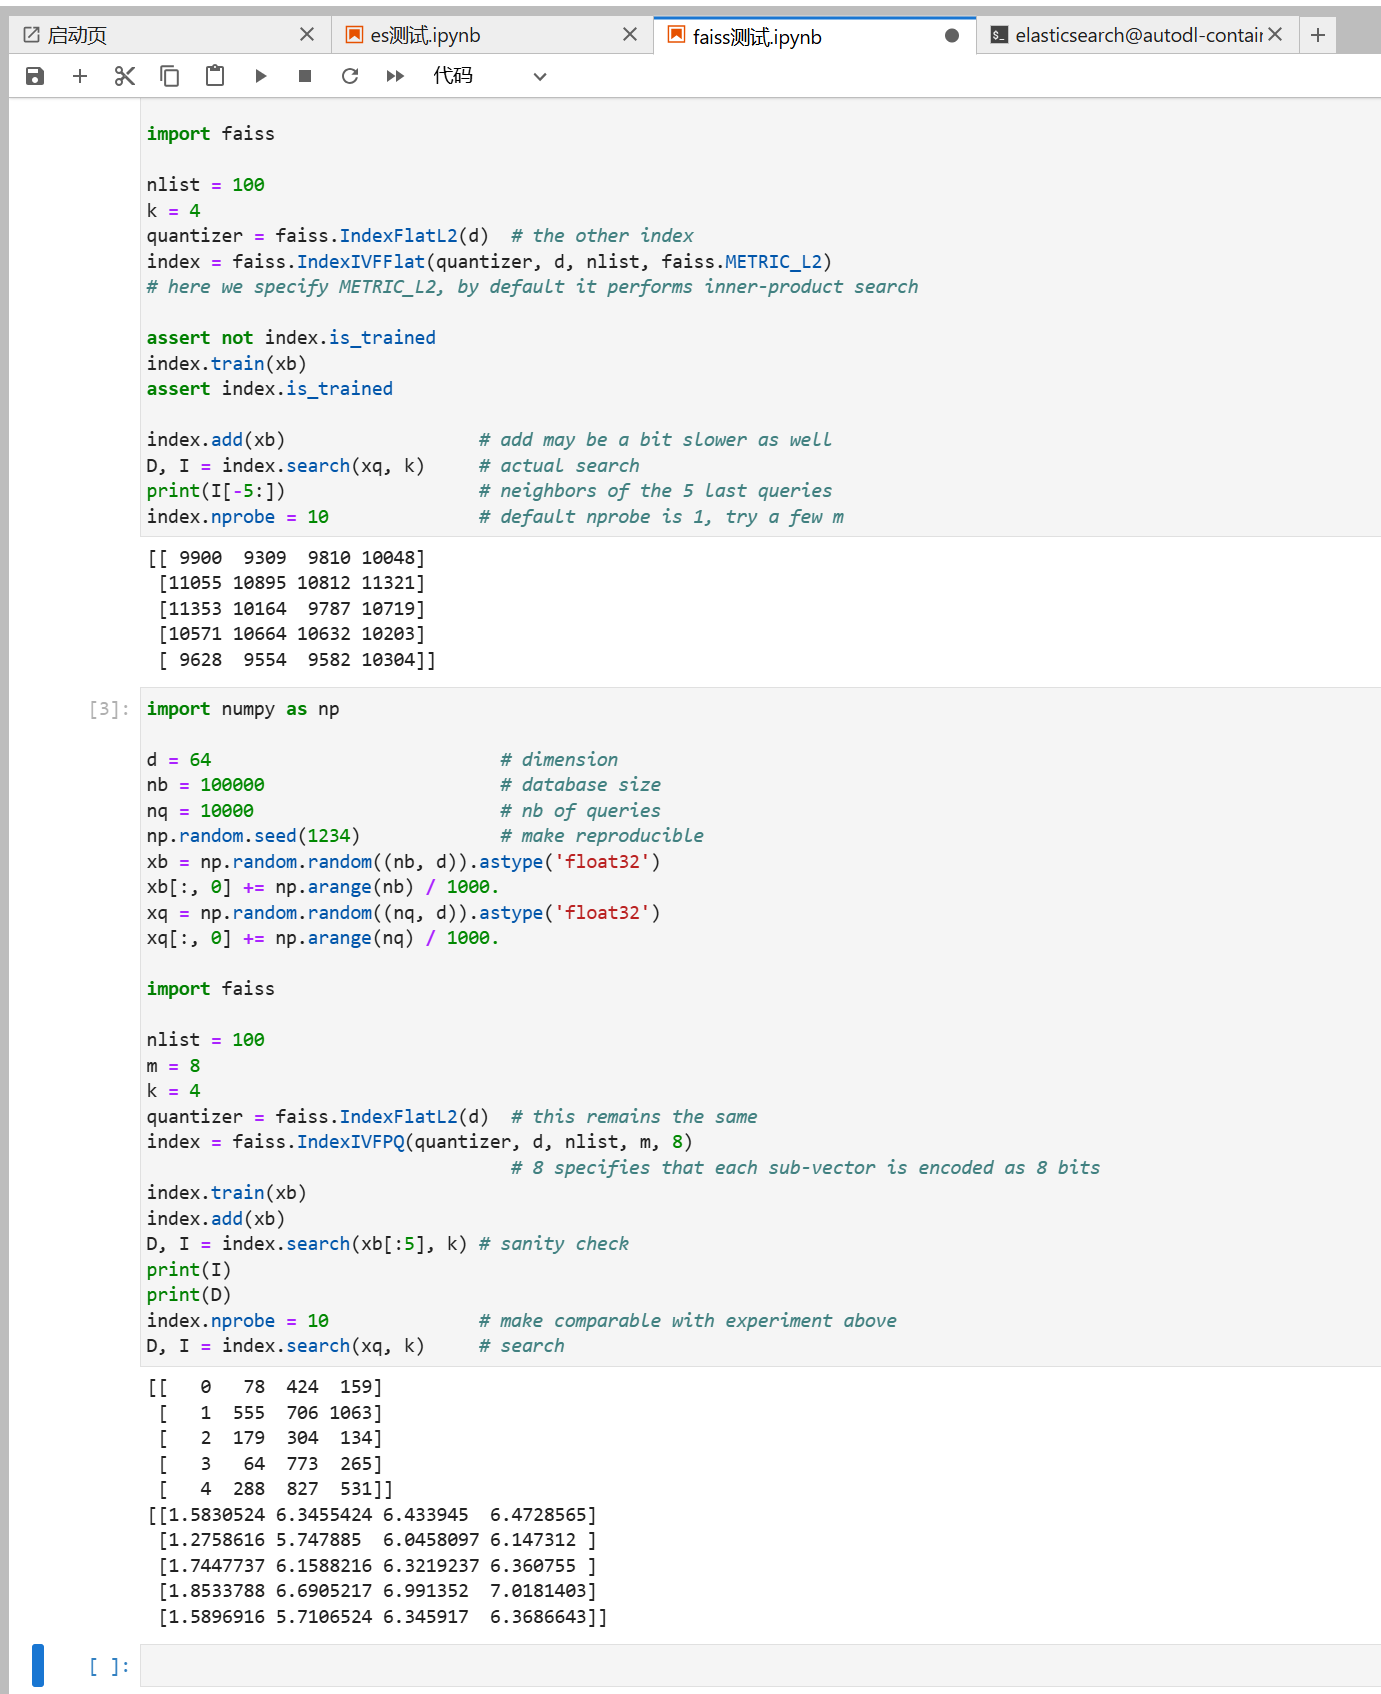 启动页
es测试.ipynb
faiss测试.ipynb
elasticsearch@autodl-contair
代码
import faiss
nlist = 100
k = 4
quantizer = faiss.IndexFlatL2(d)  # the other index
index = faiss.IndexIVFFlat(quantizer, d, nlist, faiss.METRIC_L2)
# here we specify METRIC_L2, by default it performs inner-product search
assert not index.is_trained
index.train(xb)
assert index.is_trained
index.add(xb)                  # add may be a bit slower as well
D, I = index.search(xq, k)     # actual search
print(I[-5:])                  # neighbors of the 5 last queries
index.nprobe = 10              # default nprobe is 1, try a few m
[[ 9900  9309  9810 10048]
 [11055 10895 10812 11321]
 [11353 10164  9787 10719]
 [10571 10664 10632 10203]
 [ 9628  9554  9582 10304]]
[3]: import numpy as np
d = 64                           # dimension
nb = 100000                      # database size
nq = 10000                       # nb of queries
np.random.seed(1234)             # make reproducible
xb = np.random.random((nb, d)).astype('float32')
xb[:, 0] += np.arange(nb) / 1000.
xq = np.random.random((nq, d)).astype('float32')
xq[:, 0] += np.arange(nq) / 1000.
import faiss
nlist = 100
m = 8
k = 4
quantizer = faiss.IndexFlatL2(d)  # this remains the same
index = faiss.IndexIVFPQ(quantizer, d, nlist, m, 8)
                                  # 8 specifies that each sub-vector is encoded as 8 bits
index.train(xb)
index.add(xb)
D, I = index.search(xb[:5], k) # sanity check
print(I)
print(D)
index.nprobe = 10              # make comparable with experiment above
D, I = index.search(xq, k)     # search
[[   0   78  424  159]
 [   1  555  706 1063]
 [   2  179  304  134]
 [   3   64  773  265]
 [   4  288  827  531]]
[[1.5830524 6.3455424 6.433945  6.4728565]
 [1.2758616 5.747885  6.0458097 6.147312 ]
 [1.7447737 6.1588216 6.3219237 6.360755 ]
 [1.8533788 6.6905217 6.991352  7.0181403]
 [1.5896916 5.7106524 6.345917  6.3686643]]
[ ]: